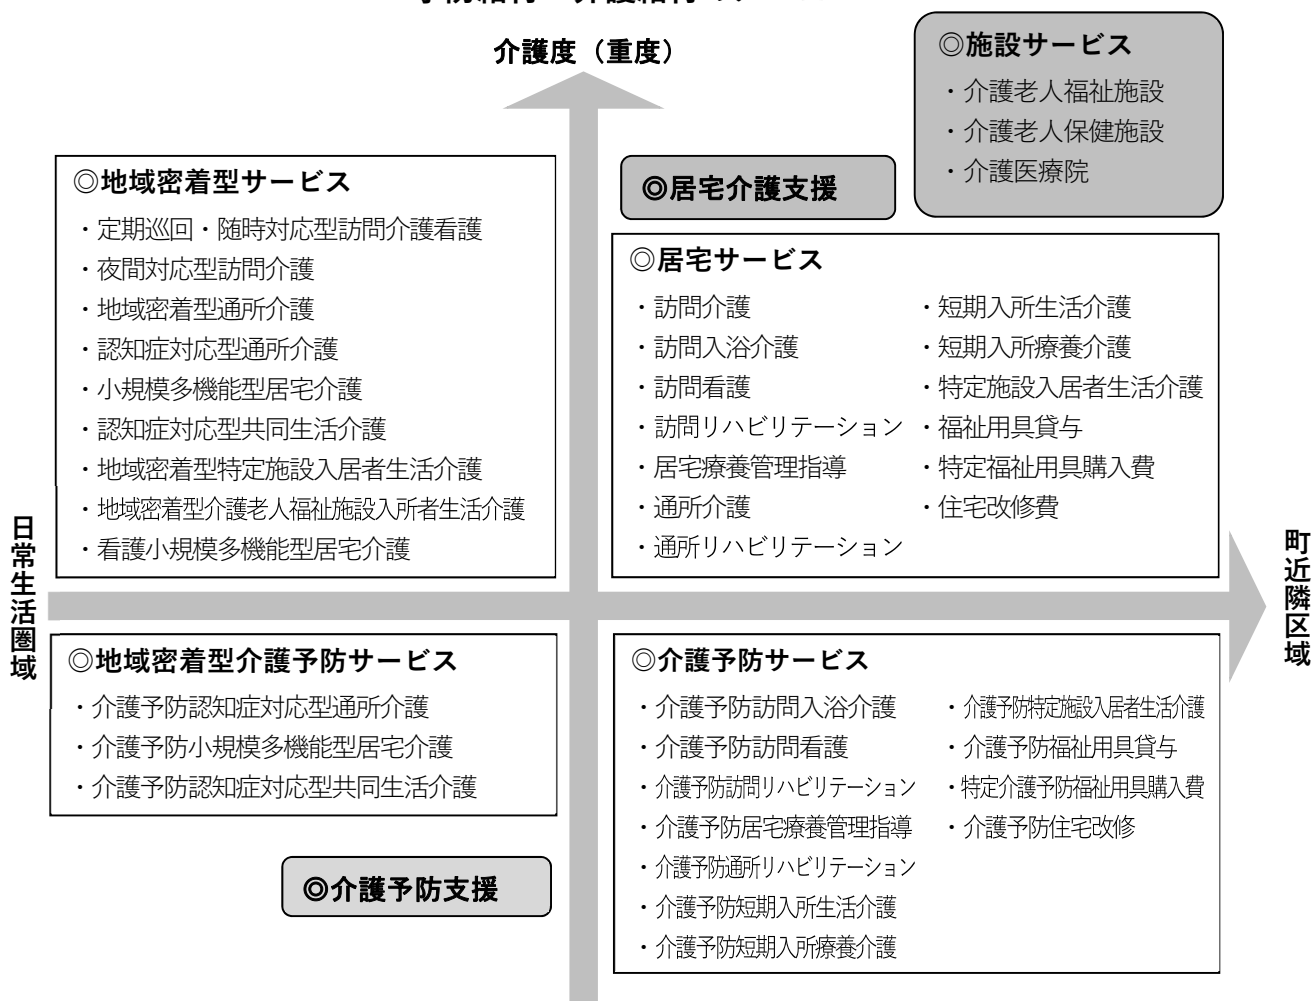 介護度（重度）
◎施設サービス
・介護老人福祉施設
・介護老人保健施設
・介護医療院
◎居宅介護支援
◎地域密着型サービス
・定期巡回・随時対応型訪問介護看護
・夜間対応型訪問介護
・地域密着型通所介護
・認知症対応型通所介護
・小規模多機能型居宅介護
・認知症対応型共同生活介護
・地域密着型特定施設入居者生活介護
・地域密着型介護老人福祉施設入所者生活介護
・看護小規模多機能型居宅介護
◎居宅サービス
・訪問介護
・訪問入浴介護
・訪問看護
・訪問リハビリテーション
・居宅療養管理指導
・通所介護
・通所リハビリテーション
・短期入所生活介護
・短期入所療養介護
・特定施設入居者生活介護
・福祉用具貸与
・特定福祉用具購入費
・住宅改修費
日常生活圏域
町近隣区域
◎地域密着型介護予防サービス
・介護予防認知症対応型通所介護
・介護予防小規模多機能型居宅介護
・介護予防認知症対応型共同生活介護
◎介護予防支援
◎介護予防サービス
・介護予防訪問入浴介護
・介護予防訪問看護
・介護予防訪問リハビリテーション
・介護予防居宅療養管理指導
・介護予防通所リハビリテーション
・介護予防短期入所生活介護
・介護予防短期入所療養介護
・介護予防特定施設入居者生活介護
・介護予防福祉用具貸与
・特定介護予防福祉用具購入費
・介護予防住宅改修